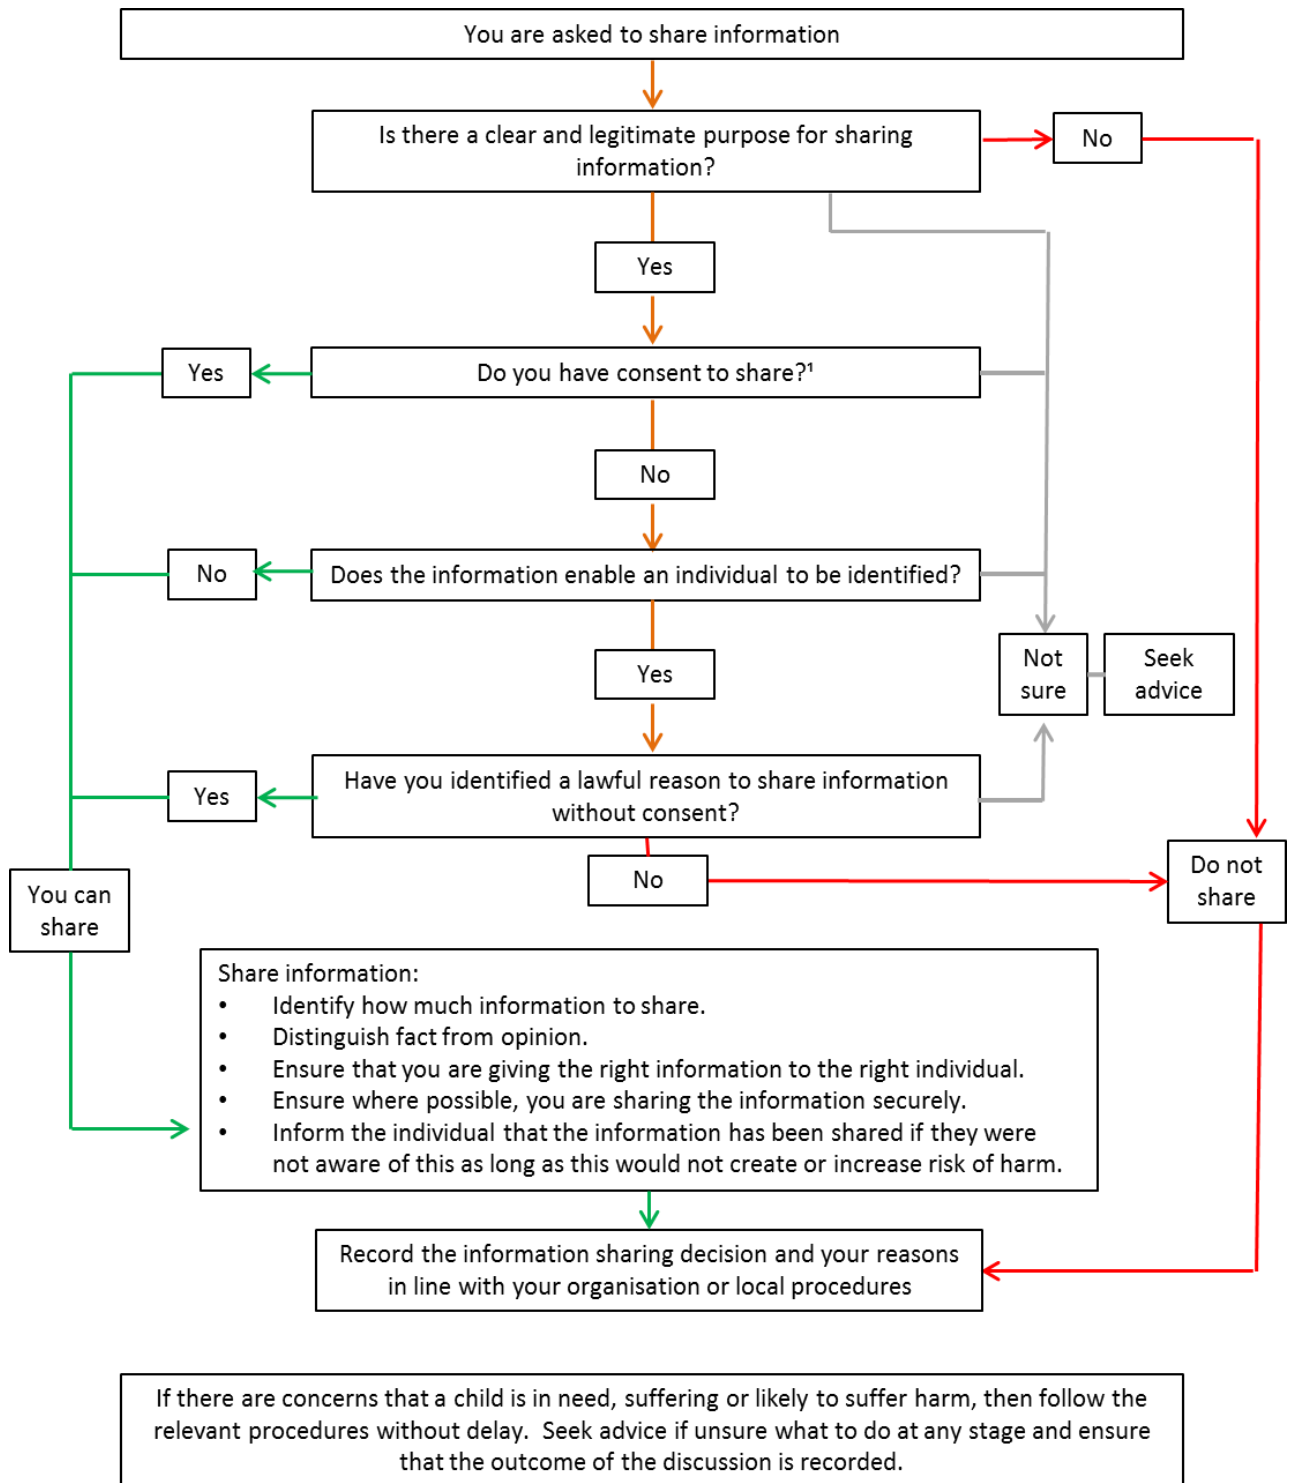 You are asked to share information
Is there a clear and legitimate purpose for sharing
information?
No
Yes
Yes
Do you have consent to share?¹
No
No
Does the information enable an individual to be identified?
Yes
Not
sure
Seek
advice
Yes
Have you identified a lawful reason to share information
without consent?
No
Do not
share
You can
share
Share information:
• Identify how much information to share.
• Distinguish fact from opinion.
• Ensure that you are giving the right information to the right individual.
• Ensure where possible, you are sharing the information securely.
• Inform the individual that the information has been shared if they were
not aware of this as long as this would not create or increase risk of harm.
Record the information sharing decision and your reasons
in line with your organisation or local procedures
If there are concerns that a child is in need, suffering or likely to suffer harm, then follow the
relevant procedures without delay.  Seek advice if unsure what to do at any stage and ensure
that the outcome of the discussion is recorded.